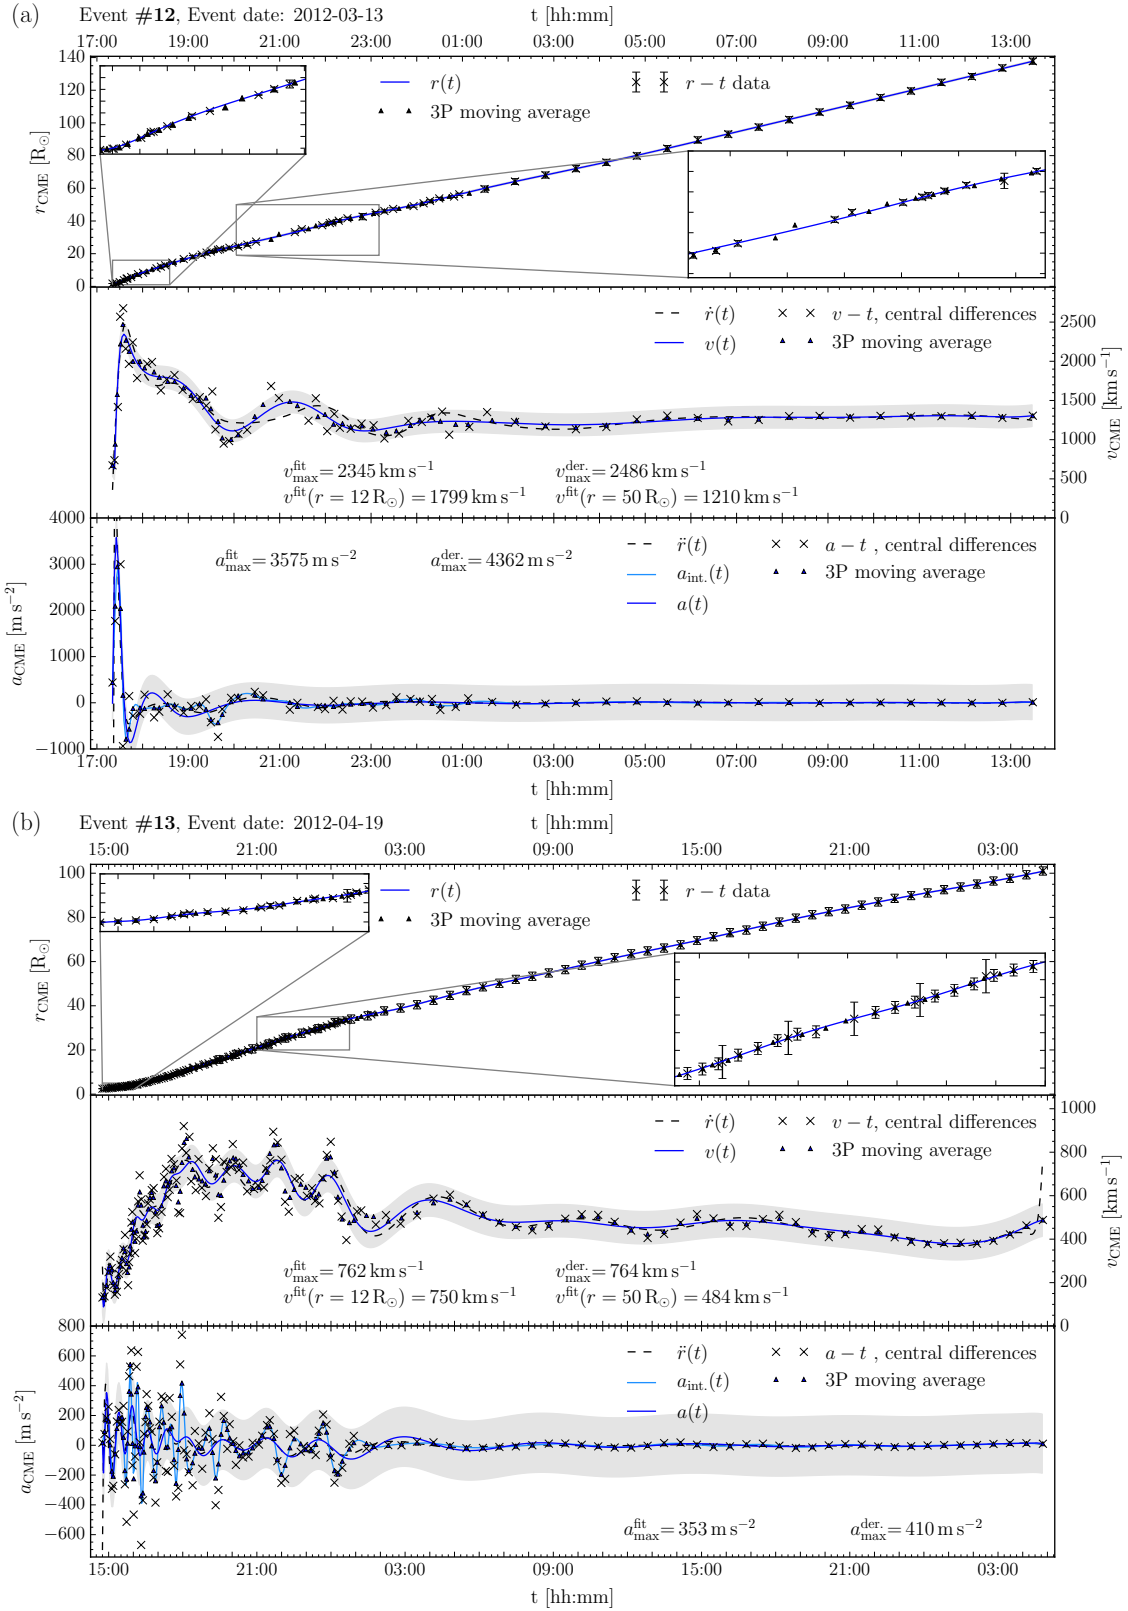 (a) Event #12, Event date: 2012-03-13 t [hh:mm]
17:00 19:00 21:00 23:00 01:00 03:00 05:00 07:00 09:00 11:00 13:00
r_CME [R_⊙]
140
120
100
80
60
40
20
0
r(t)
3P moving average
r − t data
v_CME [km s⁻¹]
2500
2000
1500
1000
500
0
ṙ(t)
v(t)
v − t, central differences
3P moving average
v_max^fit = 2345 km s⁻¹ v_max^der. = 2486 km s⁻¹
v^fit(r = 12 R_⊙) = 1799 km s⁻¹ v^fit(r = 50 R_⊙) = 1210 km s⁻¹
a_CME [m s⁻²]
4000
3000
2000
1000
0
−1000
a_max^fit = 3575 m s⁻² a_max^der. = 4362 m s⁻²
r̈(t)
a_int.(t)
a(t)
a − t , central differences
3P moving average
17:00 19:00 21:00 23:00 01:00 03:00 05:00 07:00 09:00 11:00 13:00
t [hh:mm]
(b) Event #13, Event date: 2012-04-19 t [hh:mm]
15:00 21:00 03:00 09:00 15:00 21:00 03:00
r_CME [R_⊙]
100
80
60
40
20
0
r(t)
3P moving average
r − t data
v_CME [km s⁻¹]
1000
800
600
400
200
0
ṙ(t)
v(t)
v − t, central differences
3P moving average
v_max^fit = 762 km s⁻¹ v_max^der. = 764 km s⁻¹
v^fit(r = 12 R_⊙) = 750 km s⁻¹ v^fit(r = 50 R_⊙) = 484 km s⁻¹
a_CME [m s⁻²]
800
600
400
200
0
−200
−400
−600
r̈(t)
a_int.(t)
a(t)
a − t , central differences
3P moving average
a_max^fit = 353 m s⁻² a_max^der. = 410 m s⁻²
15:00 21:00 03:00 09:00 15:00 21:00 03:00
t [hh:mm]